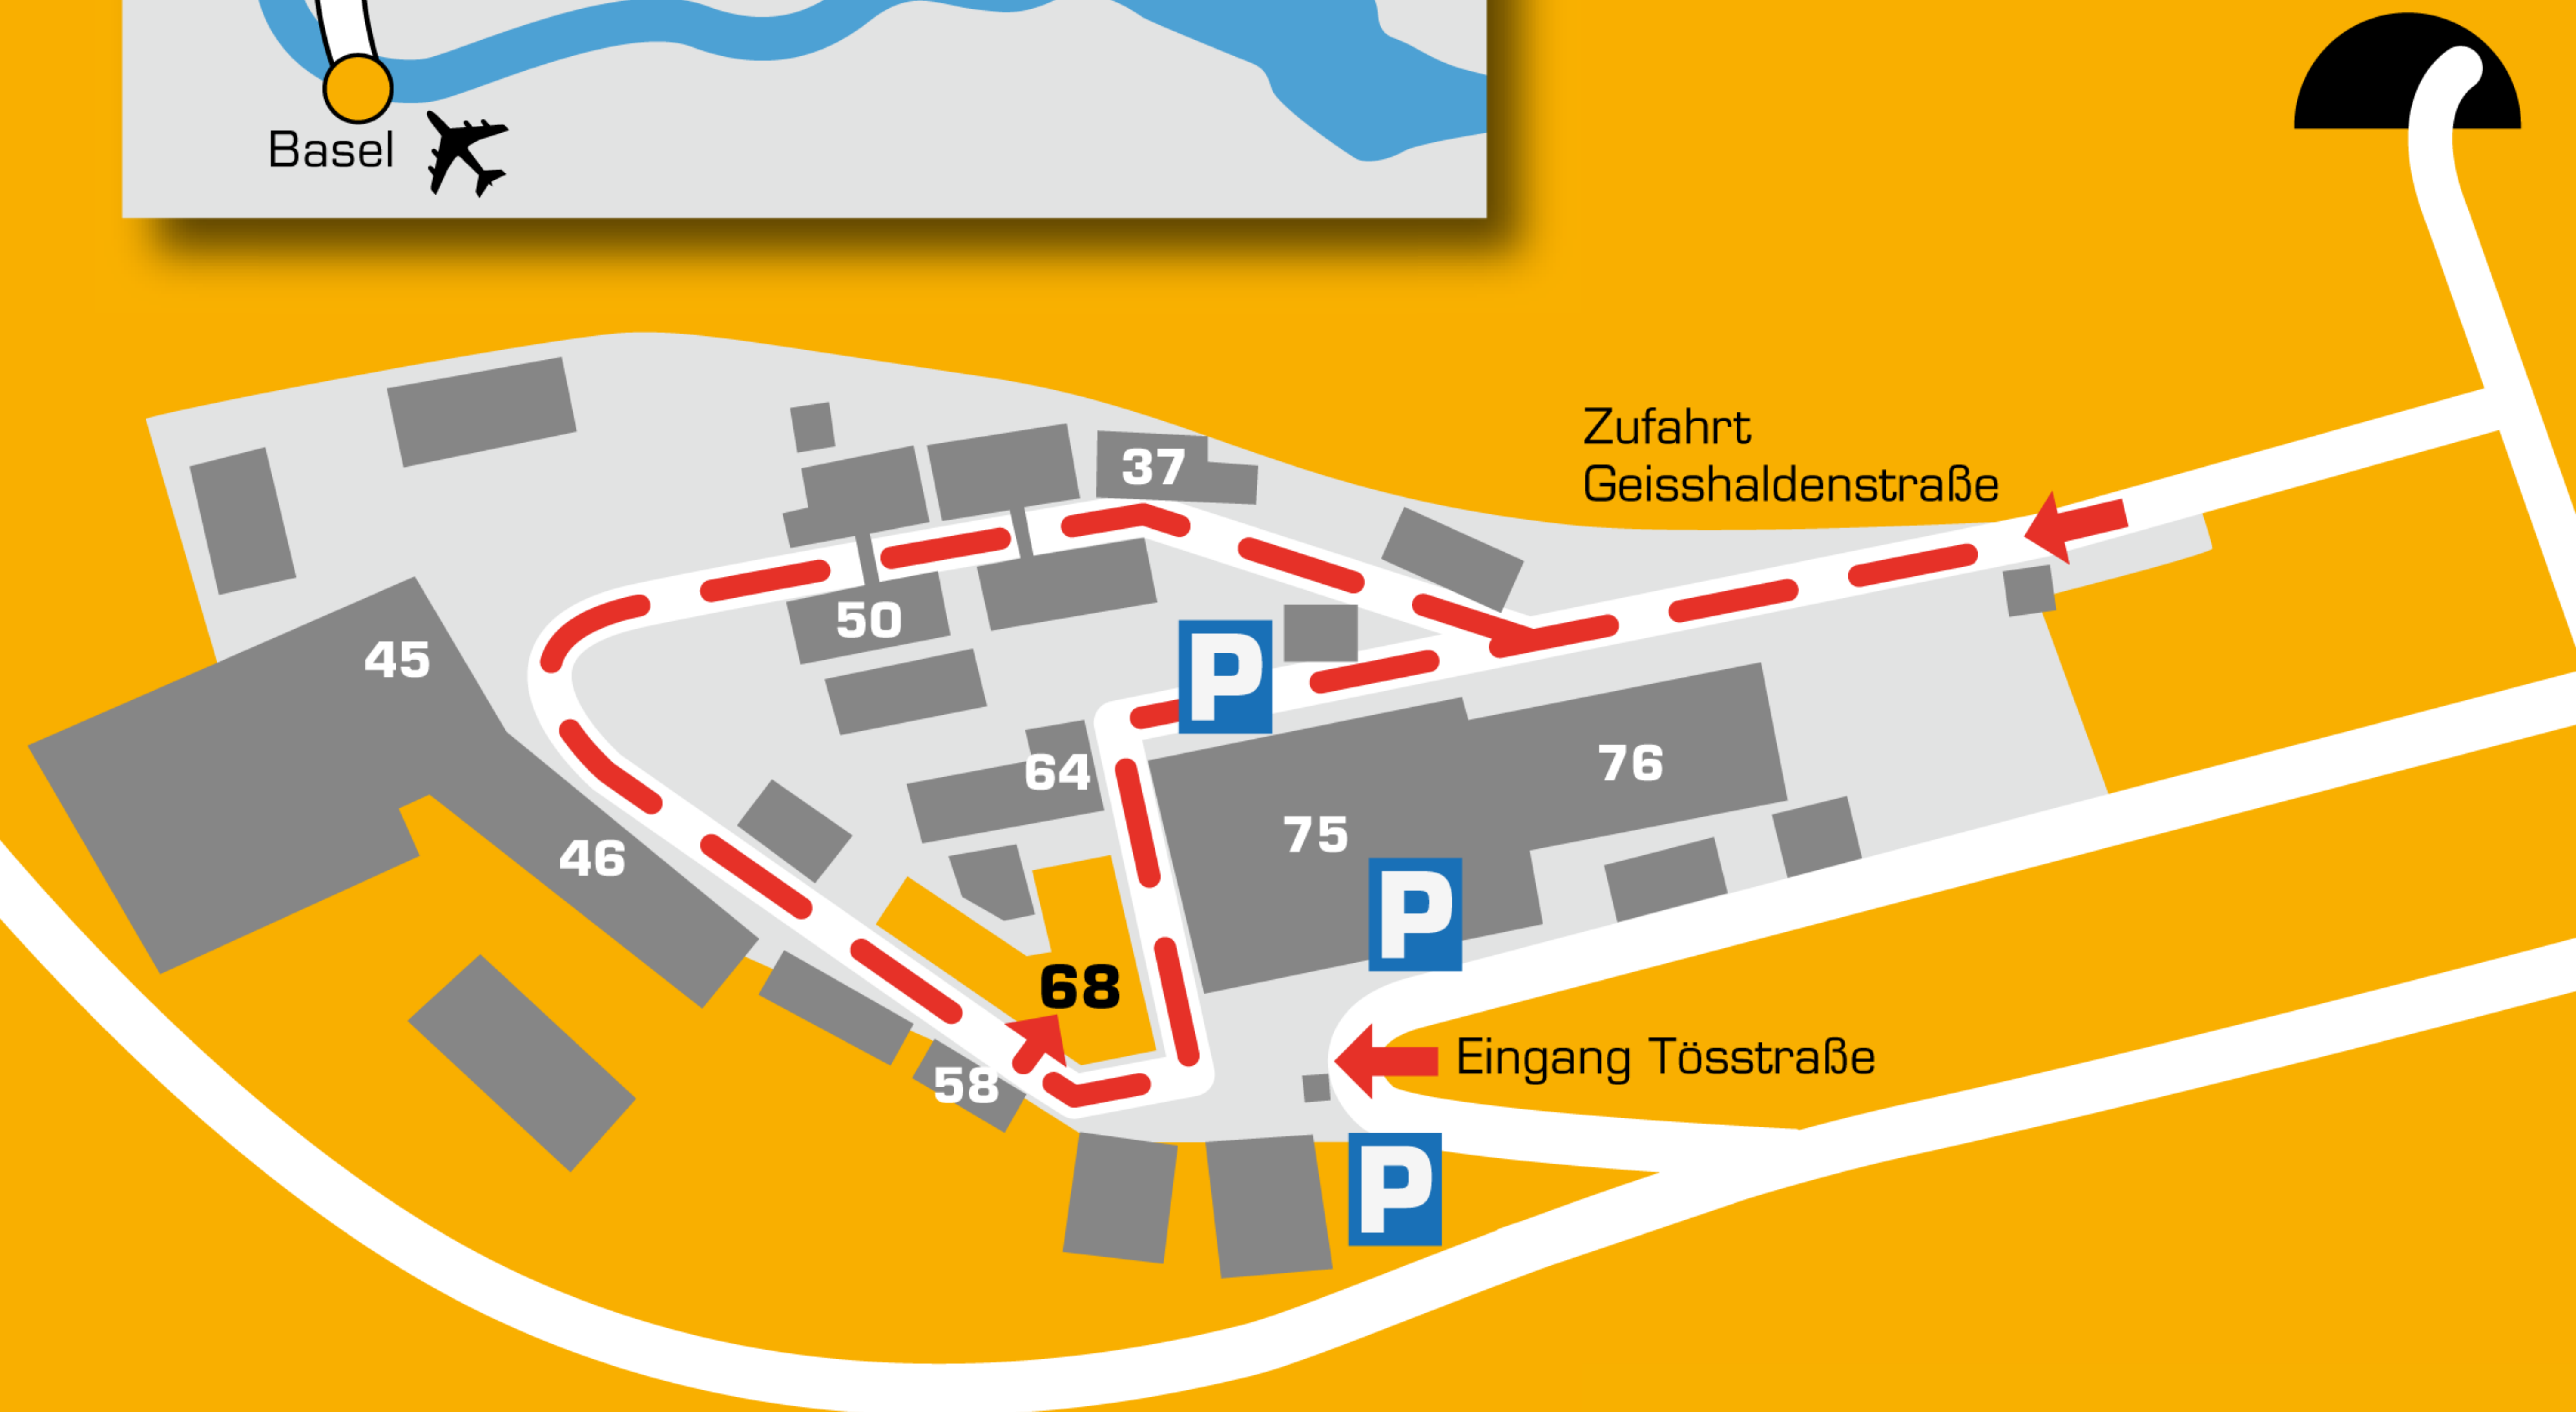 Basel
Zufahrt
Geisshaldenstraße
37
50
45
P
64
76
75
46
P
68
Eingang Tösstraße
58
P